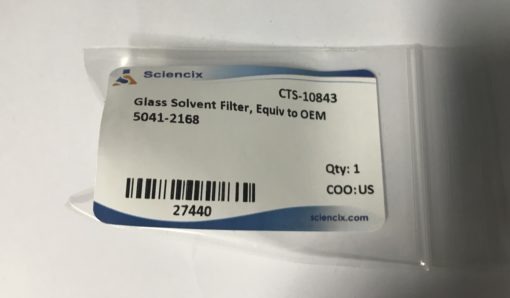 Sciencix
CTS-10843
Glass Solvent Filter, Equiv to OEM
5041-2168
Qty: 1
COO: US
27440
sciencix.com